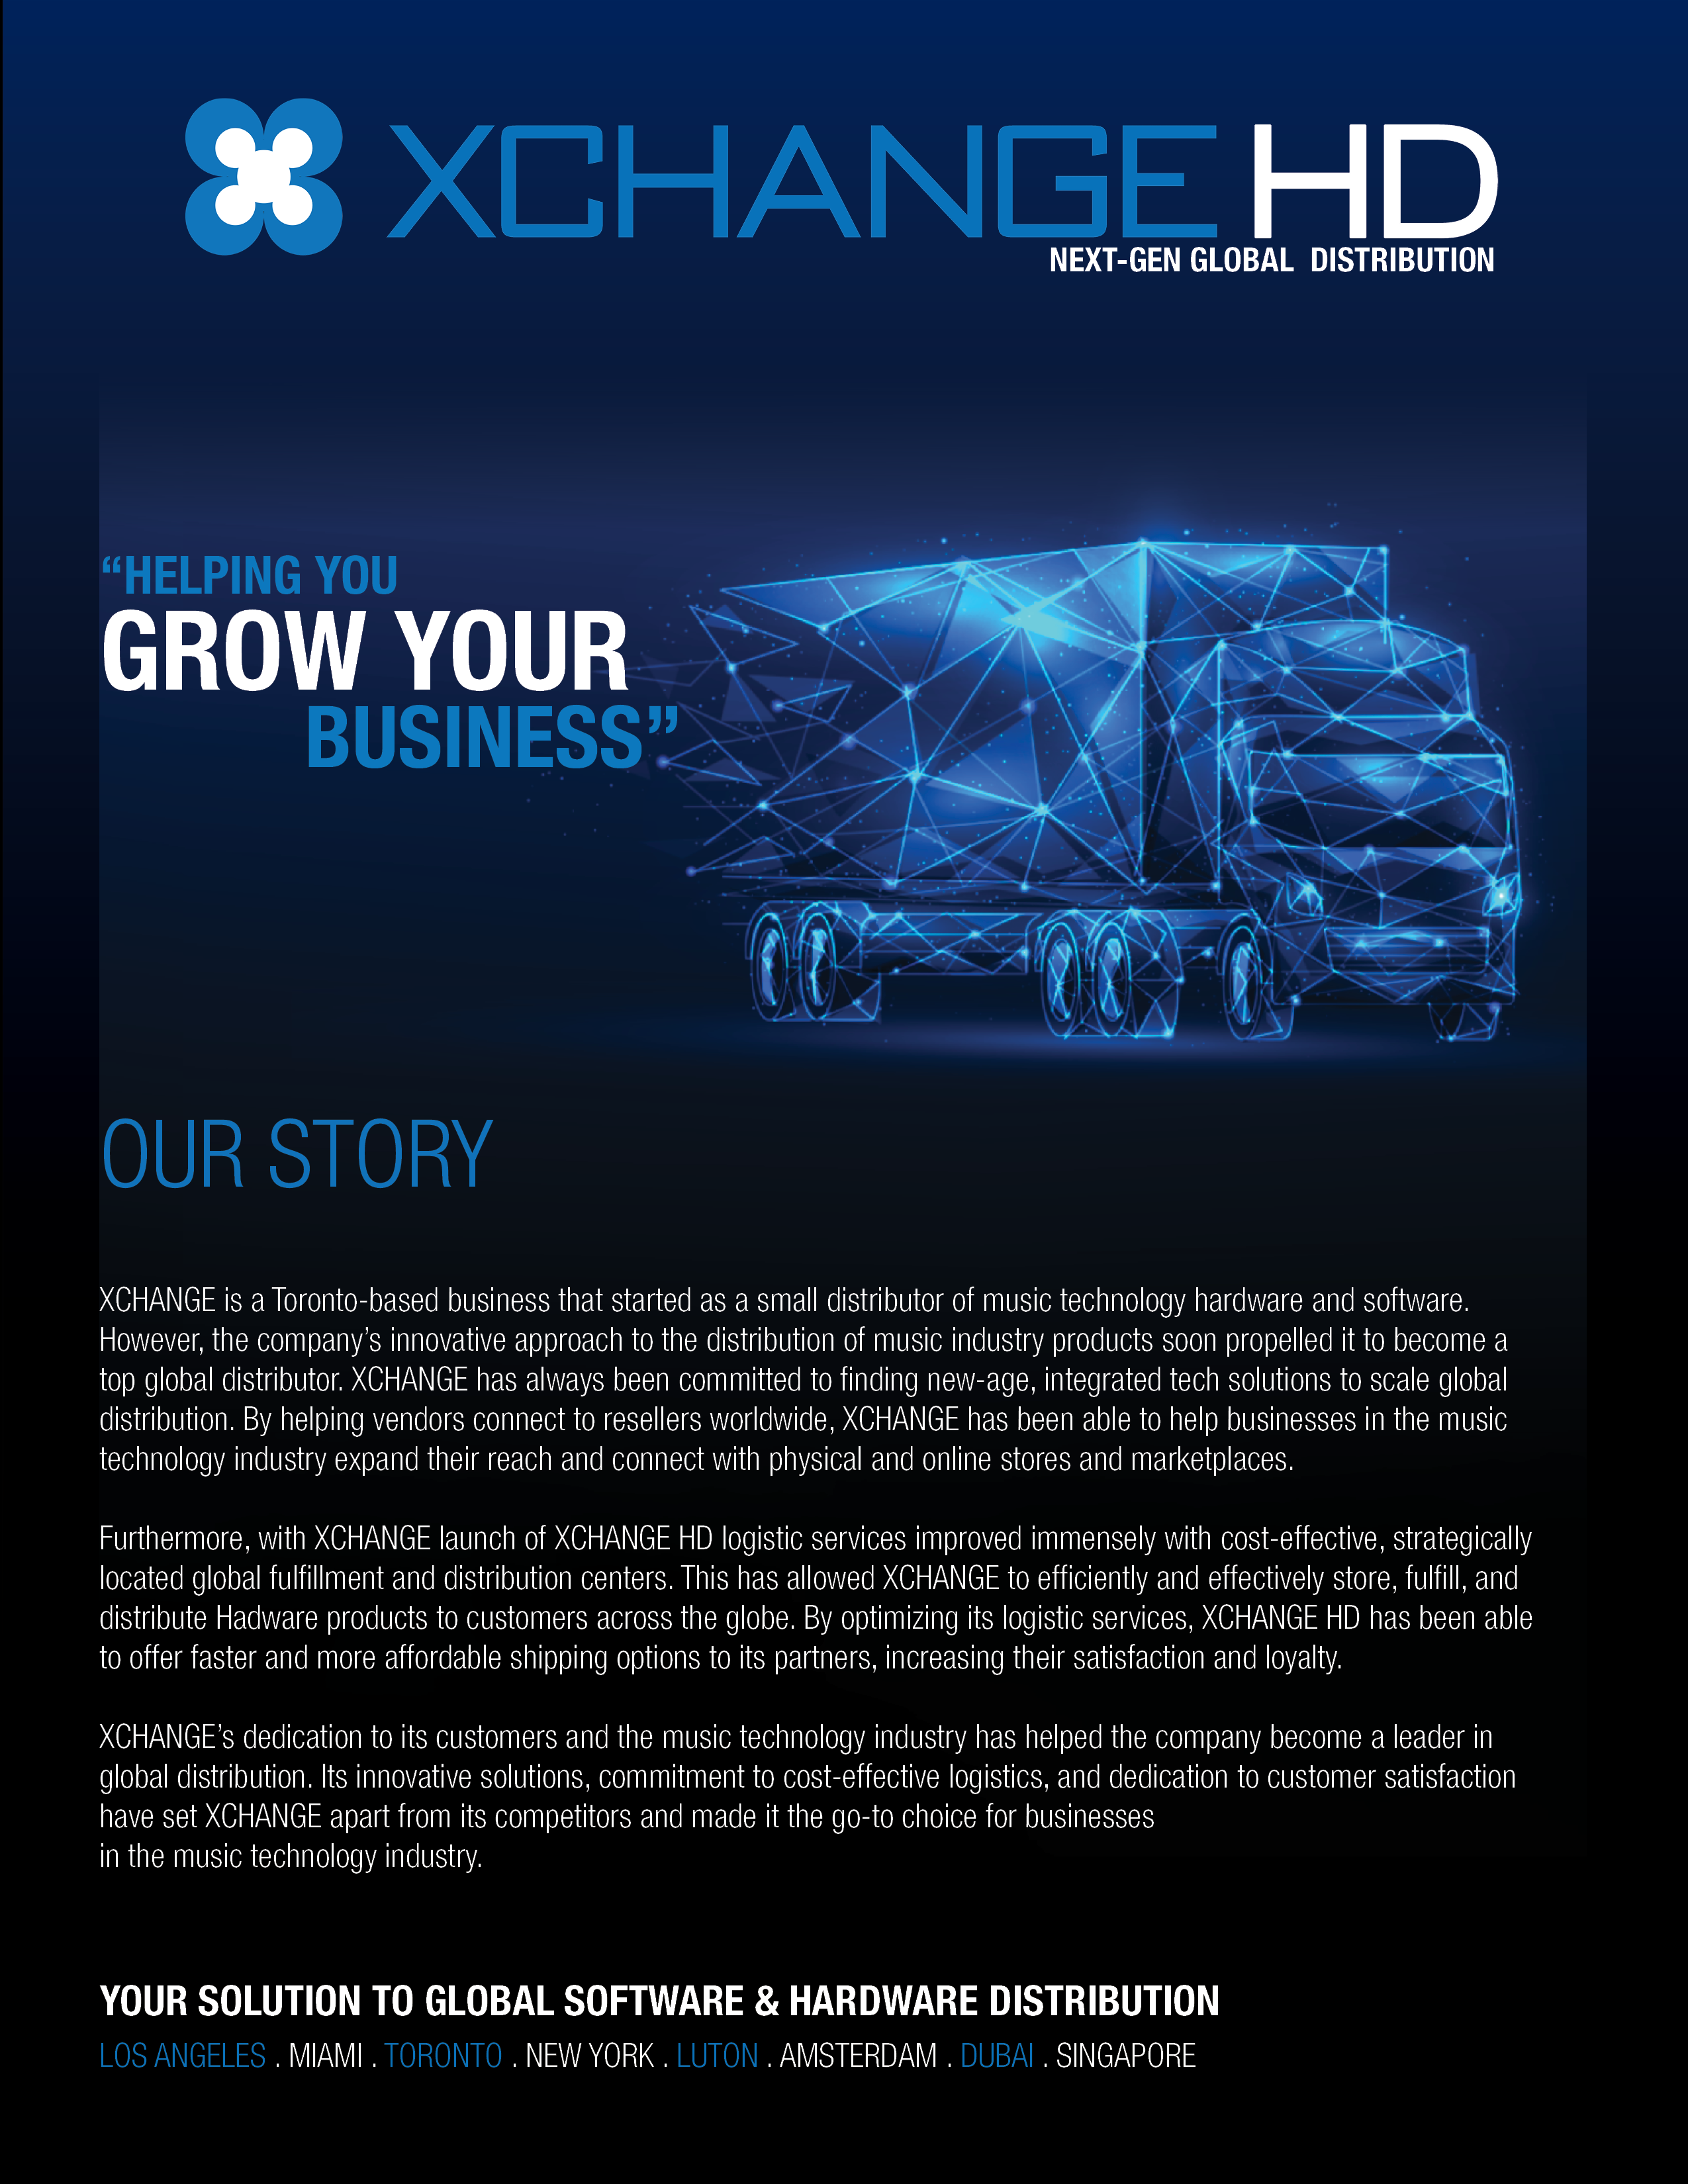 XCHANGE HD
NEXT-GEN GLOBAL DISTRIBUTION
“HELPING YOU
GROW YOUR
BUSINESS”
OUR STORY
XCHANGE is a Toronto-based business that started as a small distributor of music technology hardware and software.
However, the company’s innovative approach to the distribution of music industry products soon propelled it to become a
top global distributor. XCHANGE has always been committed to finding new-age, integrated tech solutions to scale global
distribution. By helping vendors connect to resellers worldwide, XCHANGE has been able to help businesses in the music
technology industry expand their reach and connect with physical and online stores and marketplaces.
Furthermore, with XCHANGE launch of XCHANGE HD logistic services improved immensely with cost-effective, strategically
located global fulfillment and distribution centers. This has allowed XCHANGE to efficiently and effectively store, fulfill, and
distribute Hadware products to customers across the globe. By optimizing its logistic services, XCHANGE HD has been able
to offer faster and more affordable shipping options to its partners, increasing their satisfaction and loyalty.
XCHANGE’s dedication to its customers and the music technology industry has helped the company become a leader in
global distribution. Its innovative solutions, commitment to cost-effective logistics, and dedication to customer satisfaction
have set XCHANGE apart from its competitors and made it the go-to choice for businesses
in the music technology industry.
YOUR SOLUTION TO GLOBAL SOFTWARE & HARDWARE DISTRIBUTION
LOS ANGELES . MIAMI . TORONTO . NEW YORK . LUTON . AMSTERDAM . DUBAI . SINGAPORE